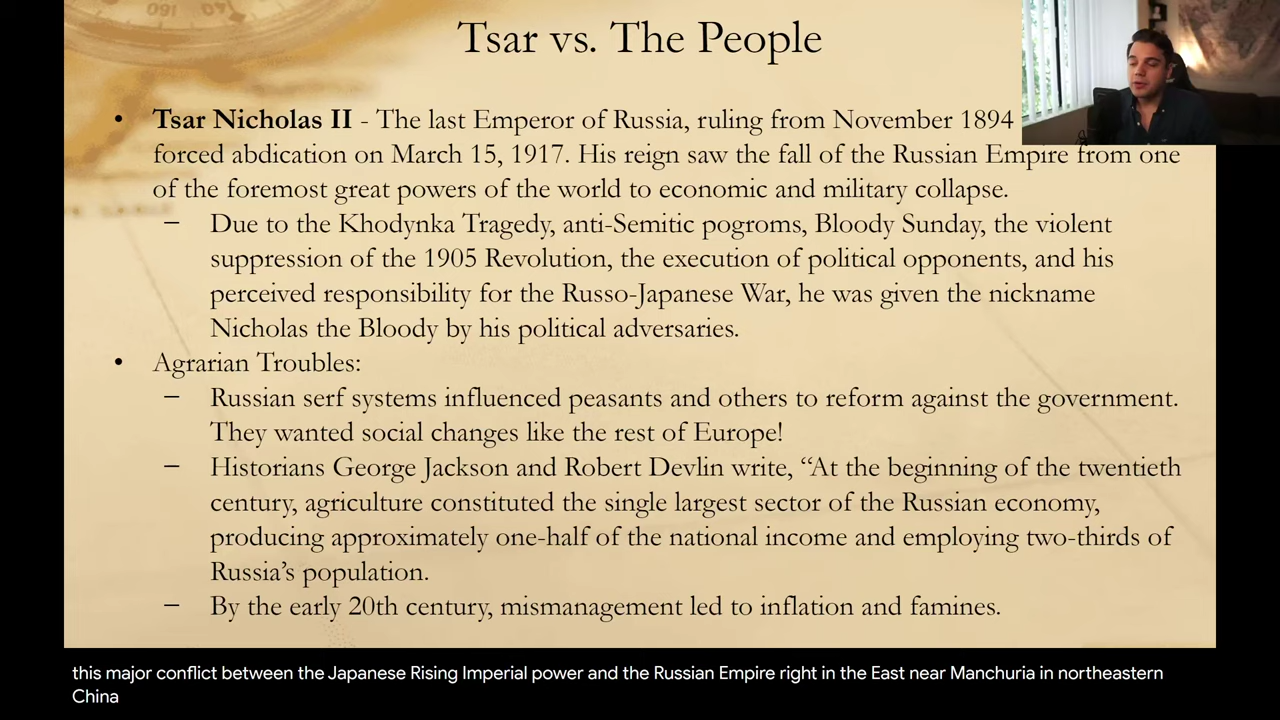 Tsar vs. The People
• Tsar Nicholas II - The last Emperor of Russia, ruling from November 1894
forced abdication on March 15, 1917. His reign saw the fall of the Russian Empire from one
of the foremost great powers of the world to economic and military collapse.
– Due to the Khodynka Tragedy, anti-Semitic pogroms, Bloody Sunday, the violent
suppression of the 1905 Revolution, the execution of political opponents, and his
perceived responsibility for the Russo-Japanese War, he was given the nickname
Nicholas the Bloody by his political adversaries.
• Agrarian Troubles:
– Russian serf systems influenced peasants and others to reform against the government.
They wanted social changes like the rest of Europe!
– Historians George Jackson and Robert Devlin write, “At the beginning of the twentieth
century, agriculture constituted the single largest sector of the Russian economy,
producing approximately one-half of the national income and employing two-thirds of
Russia’s population.
– By the early 20th century, mismanagement led to inflation and famines.
this major conflict between the Japanese Rising Imperial power and the Russian Empire right in the East near Manchuria in northeastern
China